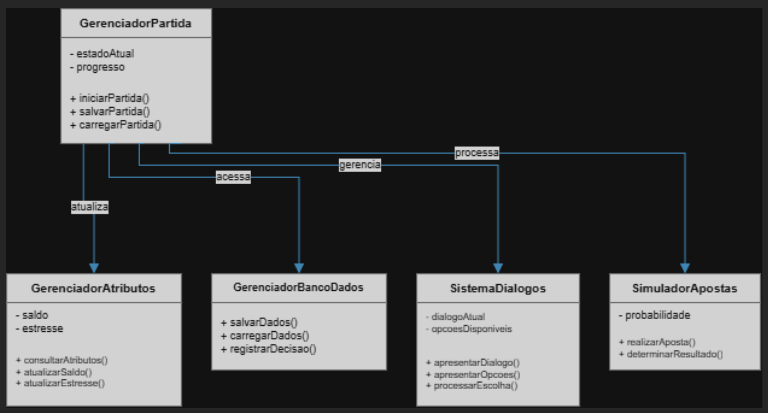 GerenciadorPartida
- estadoAtual
- progresso
+ iniciarPartida()
+ salvarPartida()
+ carregarPartida()
processa
gerencia
acessa
atualiza
GerenciadorAtributos
- saldo
- estresse
+ consultarAtributos()
+ atualizarSaldo()
+ atualizarEstresse()
GerenciadorBancoDados
+ salvarDados()
+ carregarDados()
+ registrarDecisao()
SistemaDialogos
- dialogoAtual
- opcoesDisponiveis
+ apresentarDialogo()
+ apresentarOpcoes()
+ processarEscolha()
SimuladorApostas
- probabilidade
+ realizarAposta()
+ determinarResultado()